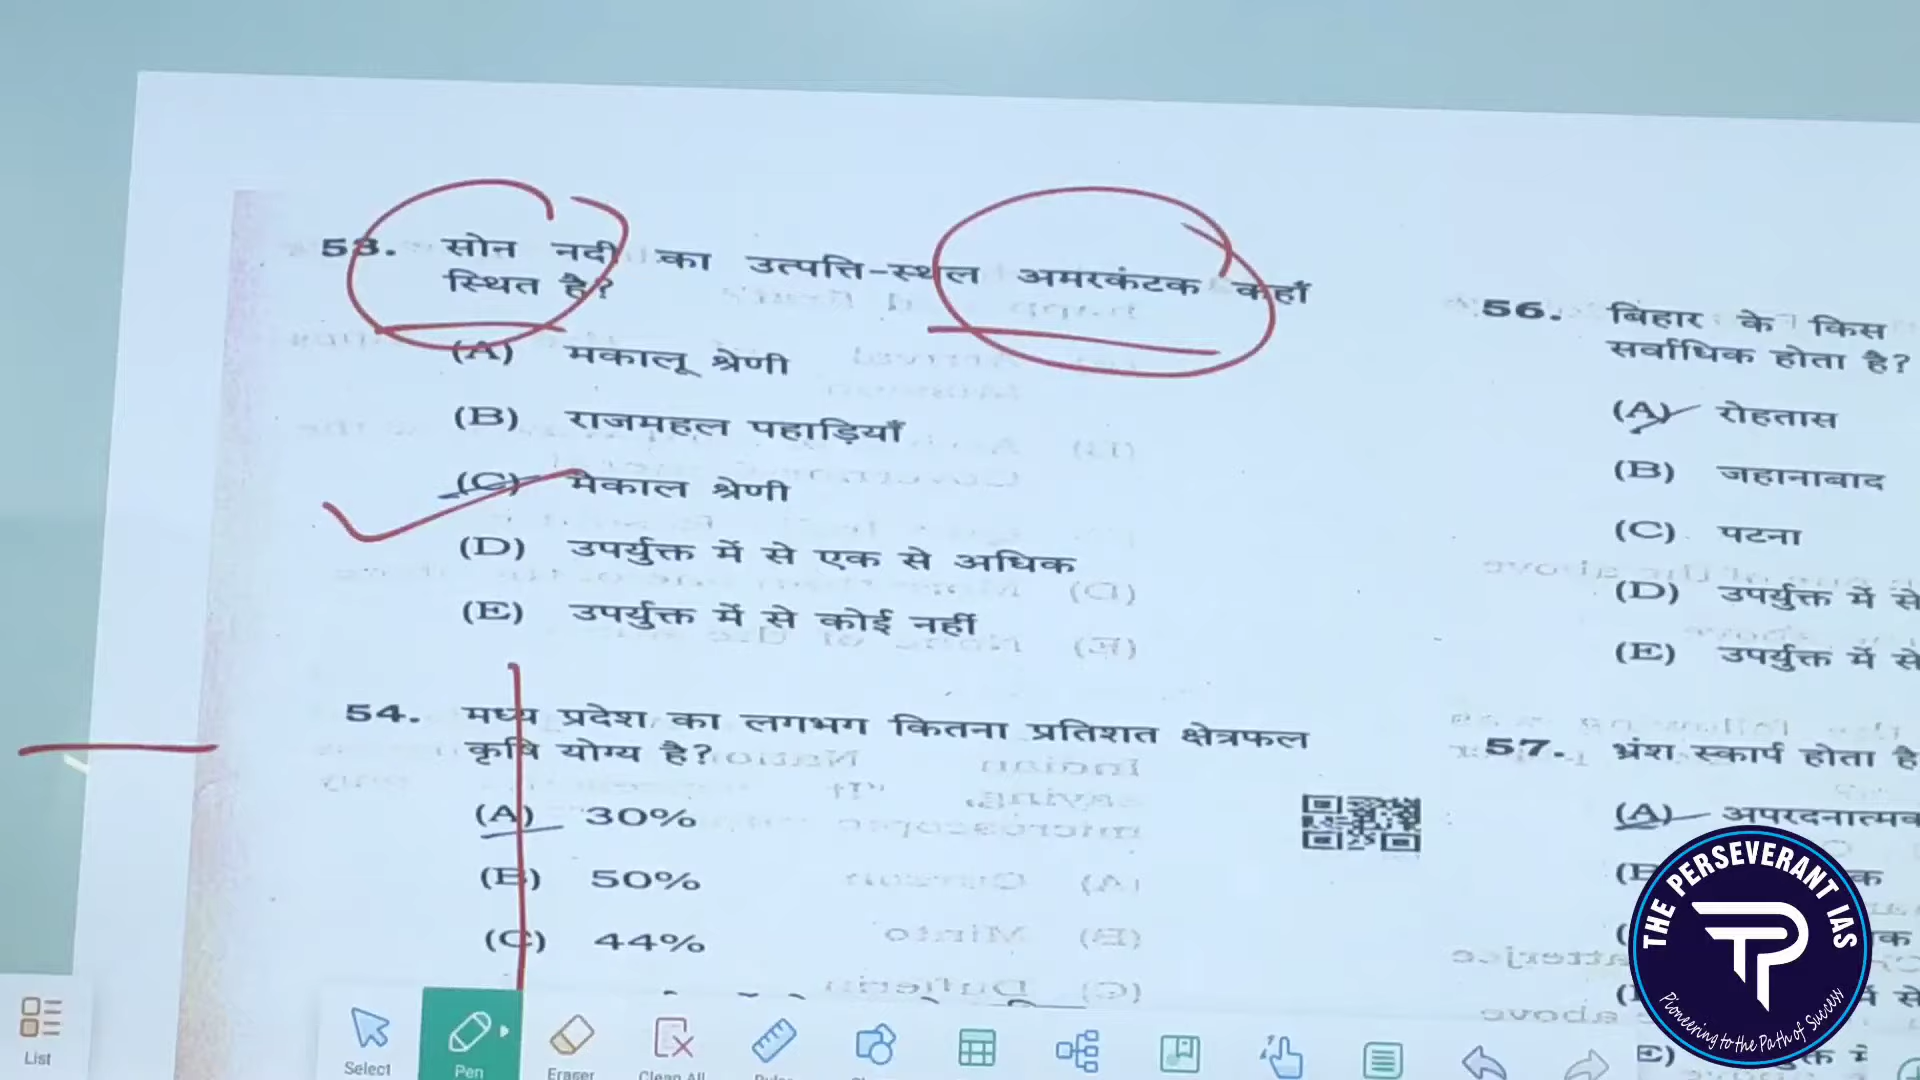 53. सोन नदी का उत्पत्ति-स्थल अमरकंटक कहाँ
स्थित है?
(A) मकालू श्रेणी
(B) राजमहल पहाड़ियाँ
(C) मैकाल श्रेणी
(D) उपर्युक्त में से एक से अधिक
(E) उपर्युक्त में से कोई नहीं
54. मध्य प्रदेश का लगभग कितना प्रतिशत क्षेत्रफल
कृषि योग्य है?
(A) 30%
(B) 50%
(C) 44%
56. बिहार के किस
सर्वाधिक होता है?
(A) रोहतास
(B) जहानाबाद
(C) पटना
(D) उपर्युक्त में से
(E) उपर्युक्त में से
57. भ्रंश स्कार्प होता है
(A) अपरदनात्मक
THE PERSEVERANT IAS
Pioneering to the Path of Success
List
Select
Pen
Eraser
Clean All